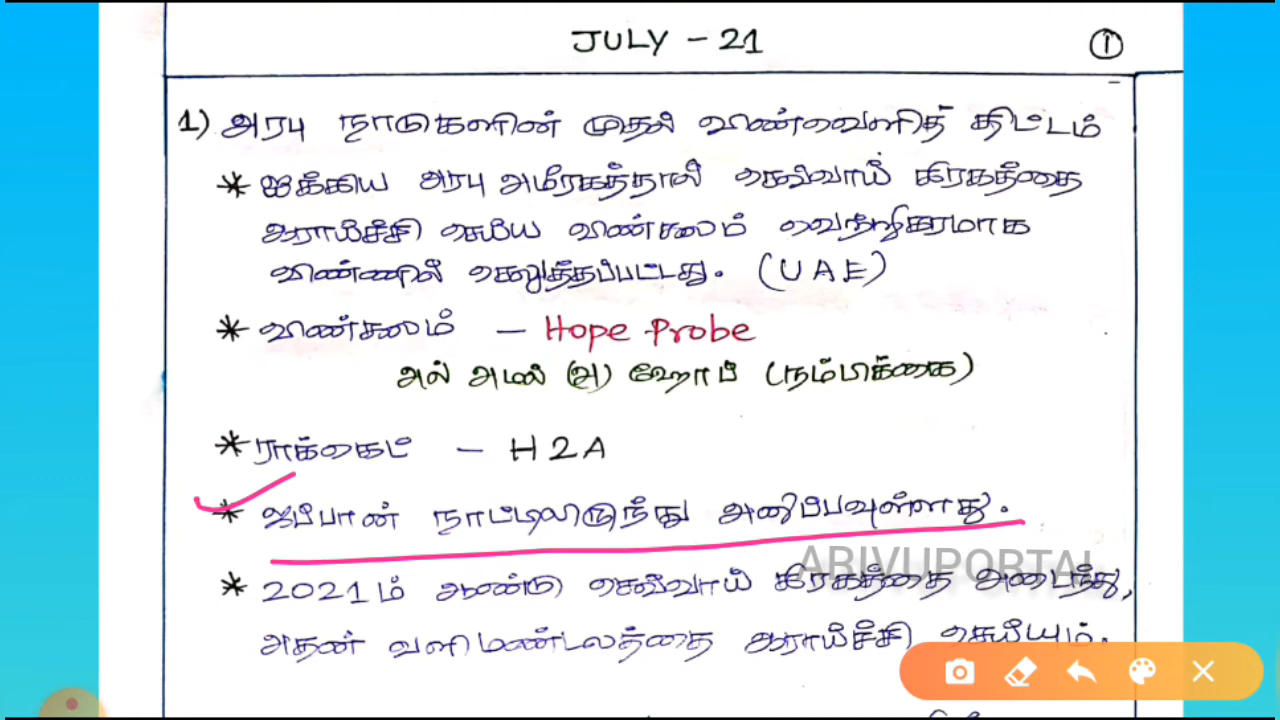 JULY - 21
1
1) அரபு நாடுகளின் முதல் விண்வெளித் திட்டம்
* ஐக்கிய அரபு அமீரகத்தால் செவ்வாய் கிரகத்தை
ஆராய்ச்சி செய்ய விண்கலம் வெற்றிகரமாக
விண்ணில் செலுத்தப்பட்டது. (UAE)
* விண்கலம் - Hope Probe
அல் அமல் (அ) ஹோப் (நம்பிக்கை)
* ராக்கெட் - H2A
* ஜப்பான் நாட்டிலிருந்து அனுப்பவுள்ளது.
ARIVUPORTAL
* 2021ம் ஆண்டு செவ்வாய் கிரகத்தை அடைந்து,
அதன் வளிமண்டலத்தை ஆராய்ச்சி செய்யும்.